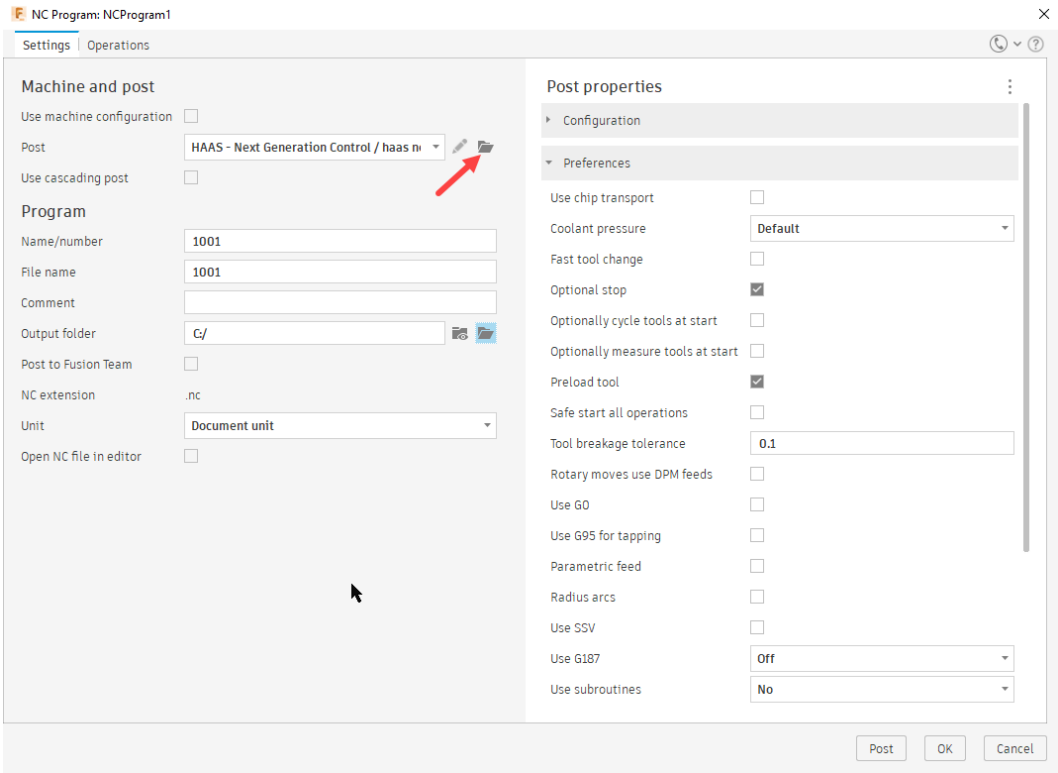 NC Program: NCProgram1
Settings Operations
Machine and post
Use machine configuration
Post HAAS - Next Generation Control / haas n
Use cascading post
Program
Name/number 1001
File name 1001
Comment
Output folder C:/
Post to Fusion Team
NC extension .nc
Unit Document unit
Open NC file in editor
Post properties
Configuration
Preferences
Use chip transport
Coolant pressure Default
Fast tool change
Optional stop
Optionally cycle tools at start
Optionally measure tools at start
Preload tool
Safe start all operations
Tool breakage tolerance 0.1
Rotary moves use DPM feeds
Use G0
Use G95 for tapping
Parametric feed
Radius arcs
Use SSV
Use G187 Off
Use subroutines No
Post OK Cancel